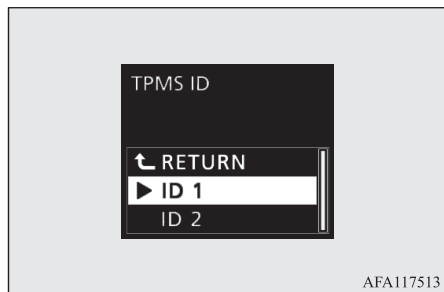 TPMS ID
RETURN
ID 1
ID 2
AFA117513